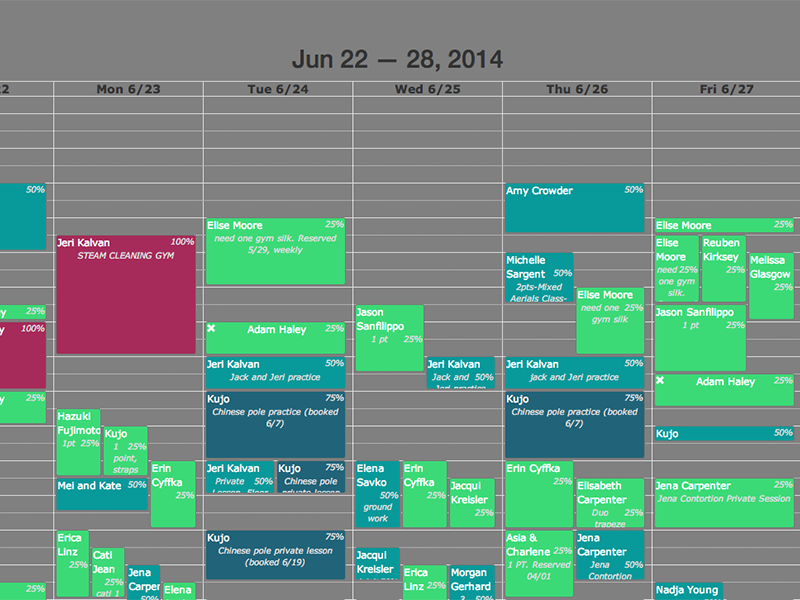 Jun 22 — 28, 2014
2
Mon 6/23
Tue 6/24
Wed 6/25
Thu 6/26
Fri 6/27
50%
y 25%
y 100%
y 25%
25%
Jeri Kalvan 100%
STEAM CLEANING GYM
Hazuki
Fujimoto
1pt 25%
Kujo
1 25%
point,
straps
Erin
Cyffka
25%
Mei and Kate 50%
Erica
Linz
25%
Cati
Jean
25%
cati 1
Jena
Carper
50%
Elena
Elise Moore 25%
need one gym silk. Reserved
5/29, weekly
✖ Adam Haley 25%
Jeri Kalvan 50%
Jack and Jeri practice
Kujo 75%
Chinese pole practice (booked
6/7)
Jeri Kalvan
Private 50%
Lesson, Floor
Kujo 75%
Chinese pole
private lesson
Kujo 75%
Chinese pole private lesson
(booked 6/19)
Jason
Sanfilippo
1 pt 25%
Jeri Kalvan
Jack and 50%
Jeri practice
Elena
Savko
50%
ground
work
Erin
Cyffka
25%
Jacqui
Kreisler
25%
Jacqui
Kreisler
Erica
Linz 25%
Morgan
Gerhard
50%
Amy Crowder 50%
Michelle
Sargent 50%
2pts-Mixed
Aerials Class-
Elise Moore
need one 25%
gym silk
Jeri Kalvan 50%
jack and Jeri practice
Kujo 75%
Chinese pole practice (booked
6/7)
Erin Cyffka
25%
Elisabeth
Carpenter
Duo 25%
trapeze
Asia &
Charlene 25%
1 PT. Reserved
04/01
Jena
Carpenter
Jena 50%
Contortion
Elise Moore 25%
Elise
Moore
need 25%
one gym
silk.
Reuben
Kirksey
25%
Melissa
Glasgow
25%
Jason Sanfilippo
1 pt 25%
✖ Adam Haley 25%
Kujo 50%
Jena Carpenter 25%
Jena Contortion Private Session
Nadja Young